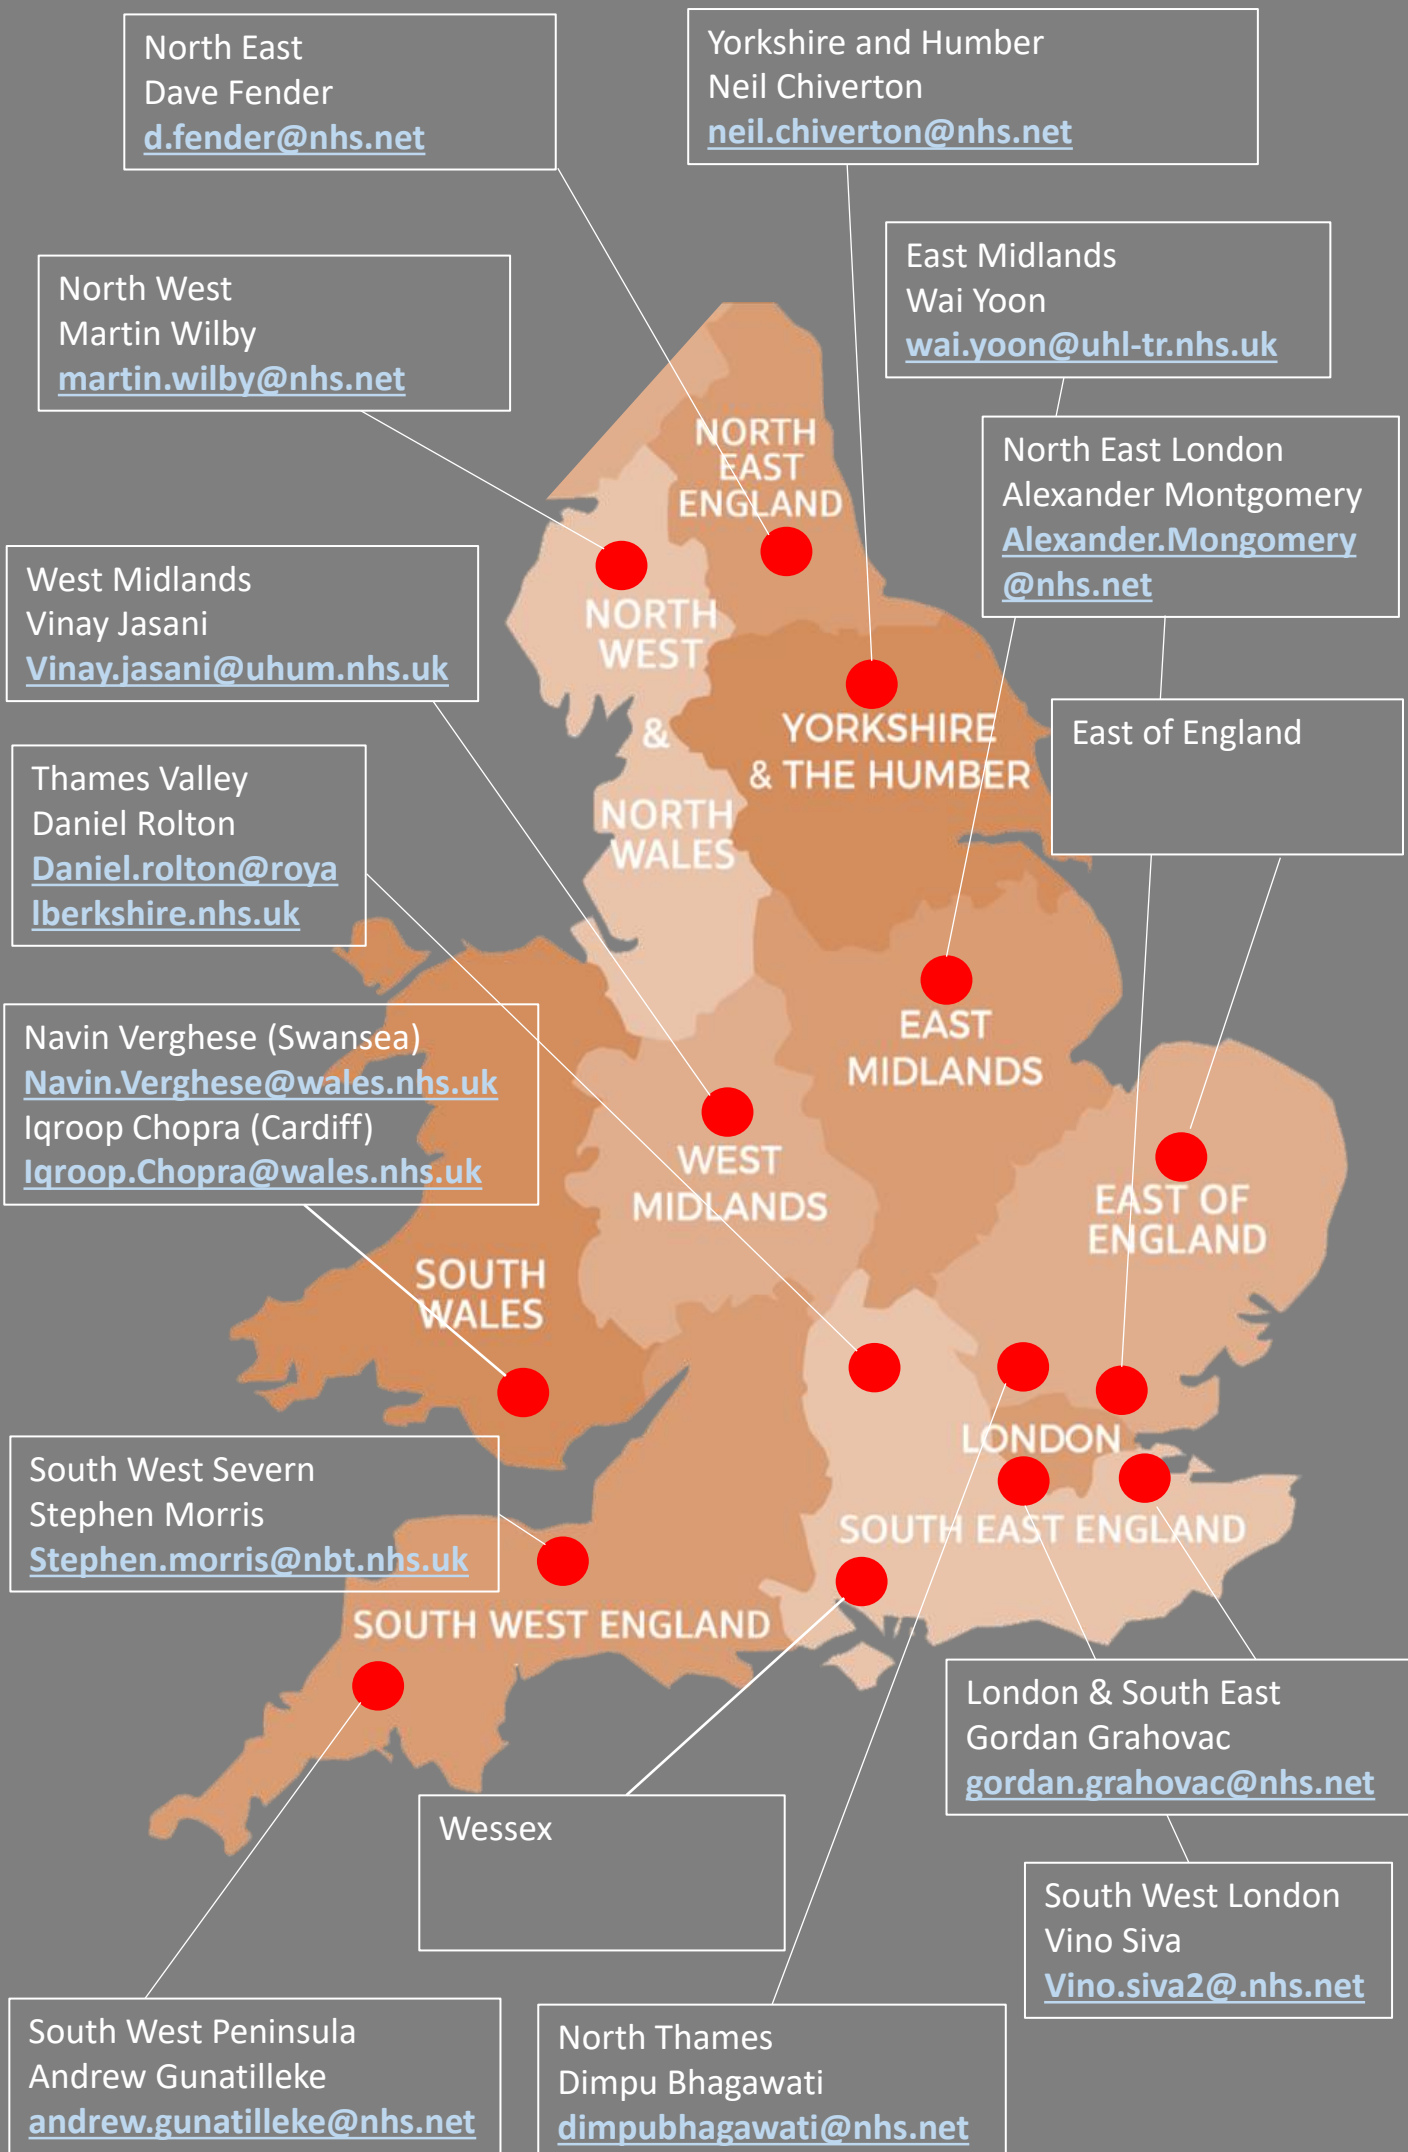 North East
Dave Fender
d.fender@nhs.net
Yorkshire and Humber
Neil Chiverton
neil.chiverton@nhs.net
East Midlands
Wai Yoon
wai.yoon@uhl-tr.nhs.uk
North West
Martin Wilby
martin.wilby@nhs.net
North East London
Alexander Montgomery
Alexander.Mongomery
@nhs.net
West Midlands
Vinay Jasani
Vinay.jasani@uhum.nhs.uk
East of England
Thames Valley
Daniel Rolton
Daniel.rolton@roya
lberkshire.nhs.uk
Navin Verghese (Swansea)
Navin.Verghese@wales.nhs.uk
Iqroop Chopra (Cardiff)
Iqroop.Chopra@wales.nhs.uk
South West Severn
Stephen Morris
Stephen.morris@nbt.nhs.uk
London & South East
Gordan Grahovac
gordan.grahovac@nhs.net
Wessex
South West London
Vino Siva
Vino.siva2@.nhs.net
South West Peninsula
Andrew Gunatilleke
andrew.gunatilleke@nhs.net
North Thames
Dimpu Bhagawati
dimpubhagawati@nhs.net
NORTH
EAST
ENGLAND
NORTH
WEST
&
NORTH
WALES
YORKSHIRE
& THE HUMBER
EAST
MIDLANDS
WEST
MIDLANDS
EAST OF
ENGLAND
SOUTH
WALES
LONDON
SOUTH EAST ENGLAND
SOUTH WEST ENGLAND